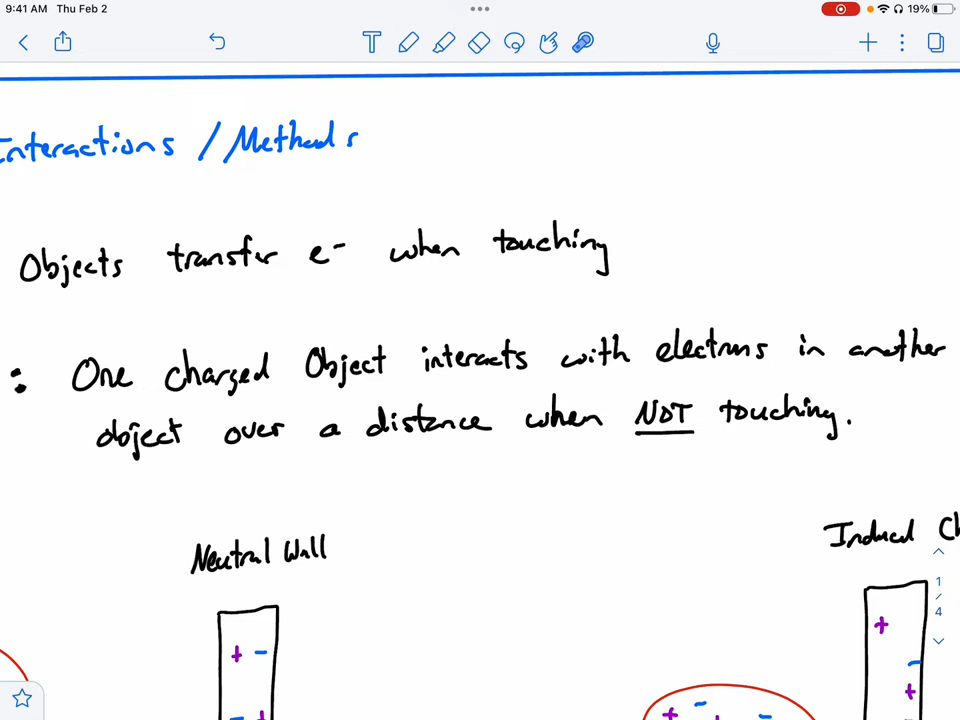 9:41 AM Thu Feb 2
19%
Interactions / Methods
Objects transfer e- when touching
: One charged Object interacts with electrons in another
object over a distance when NOT touching.
Neutral Wall
Induced Ch
1
/
4
+ -
+
-
+
- +
+ - + -